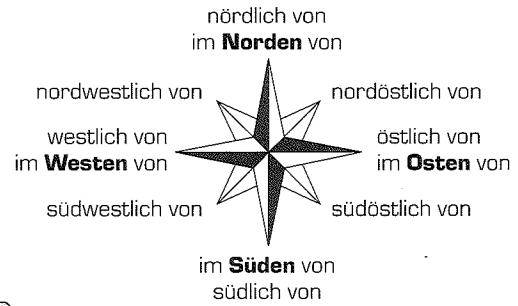 nördlich von
im Norden von
nordwestlich von
nordöstlich von
westlich von
im Westen von
östlich von
im Osten von
südwestlich von
südöstlich von
im Süden von
südlich von